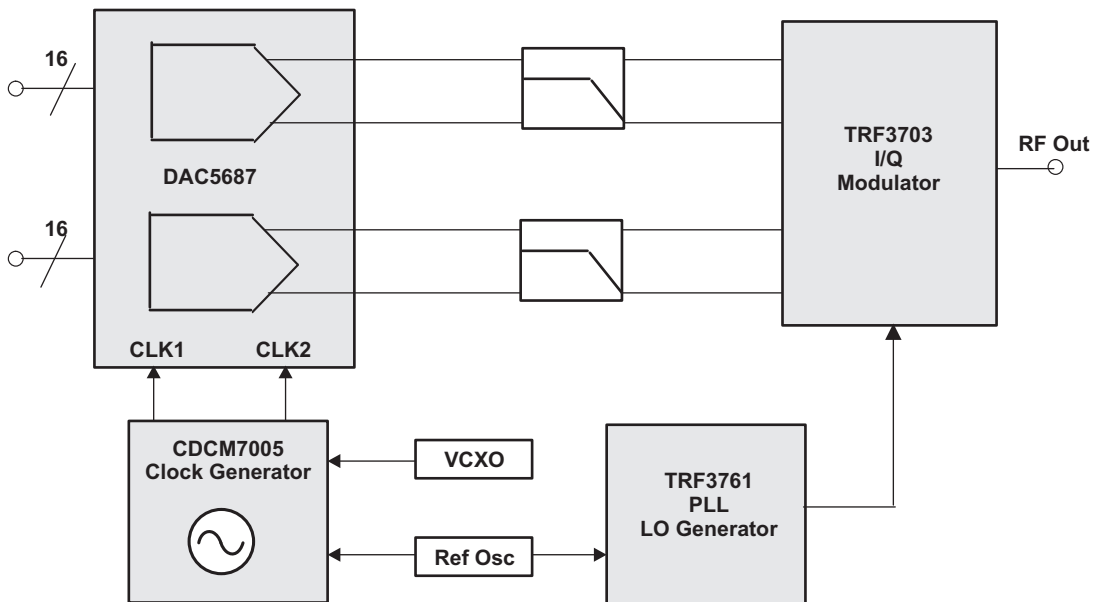 16
DAC5687
16
CLK1
CLK2
TRF3703
I/Q
Modulator
RF Out
CDCM7005
Clock Generator
VCXO
Ref Osc
TRF3761
PLL
LO Generator